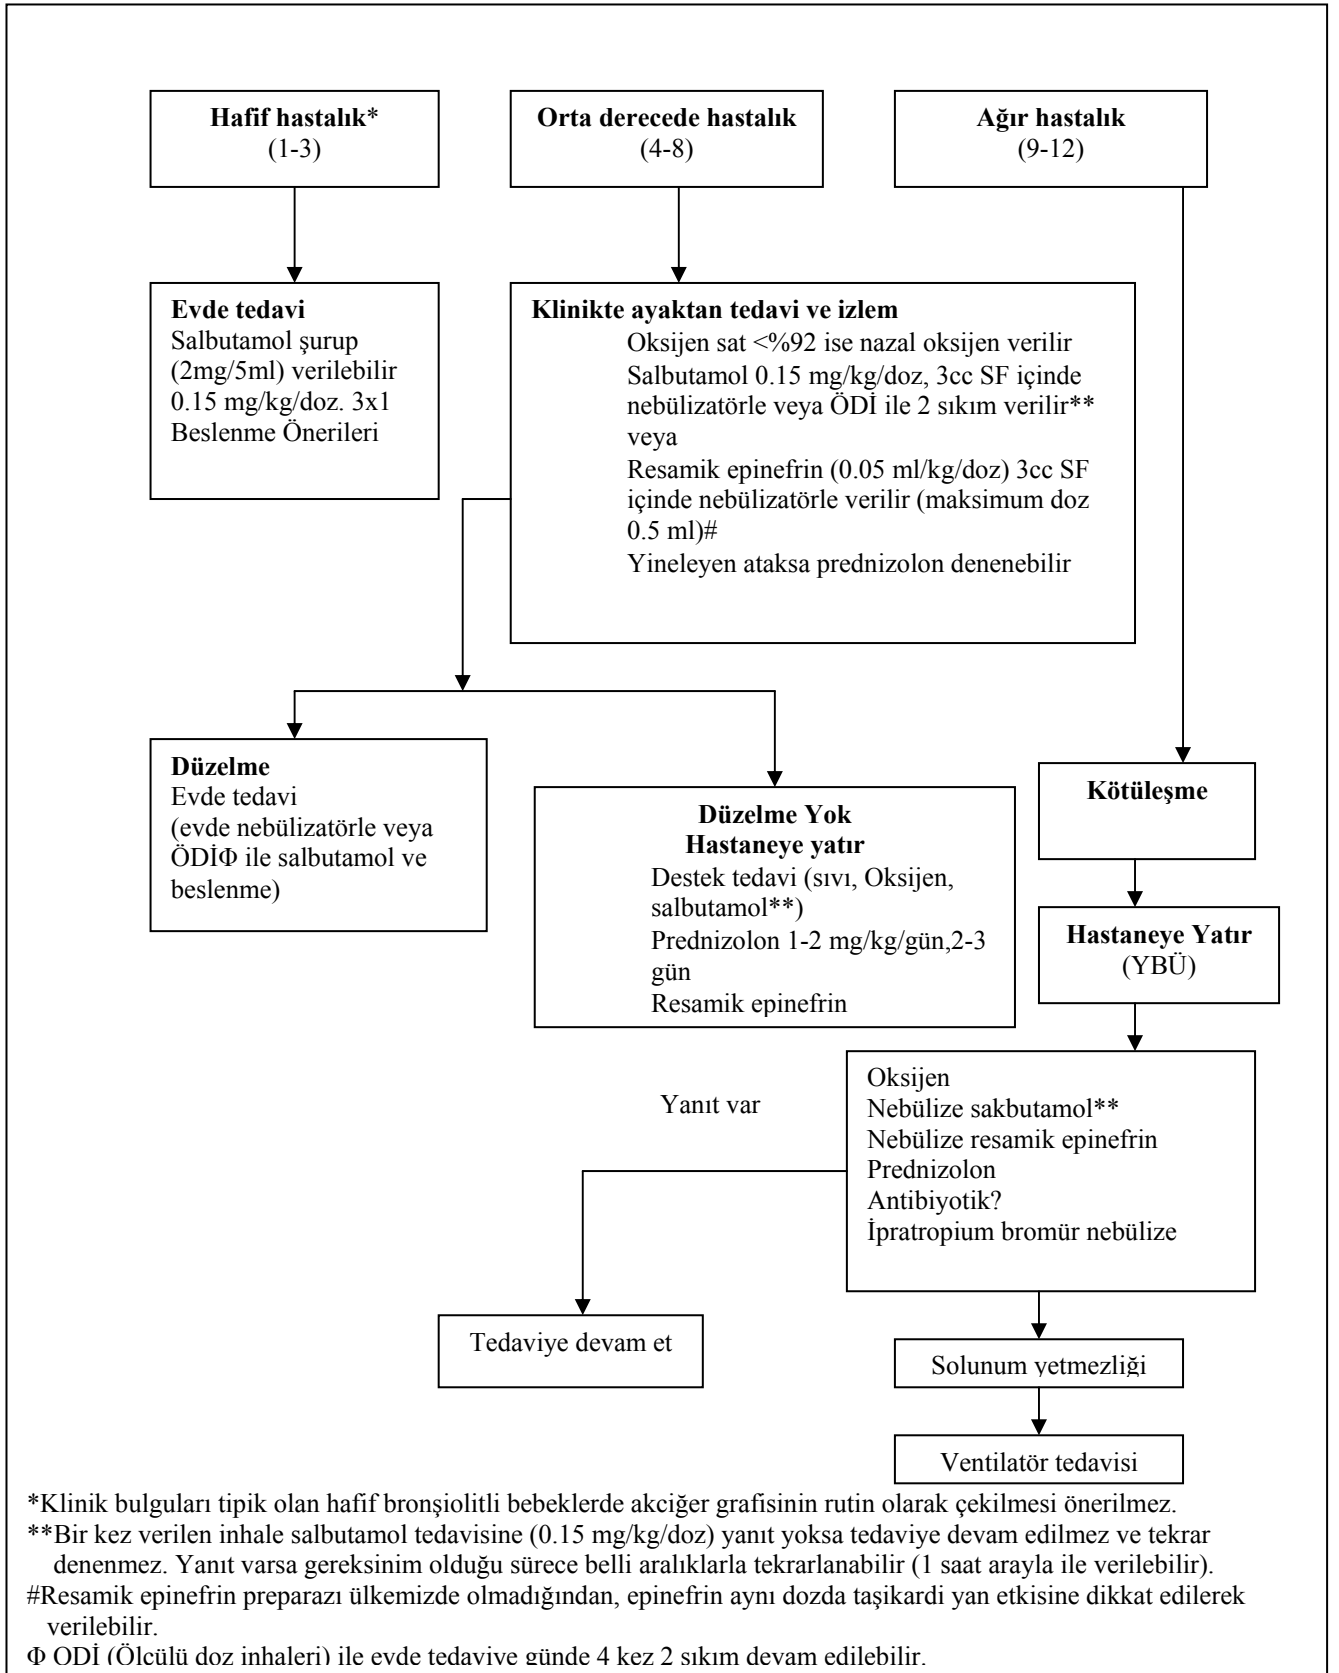 Hafif hastalık*
(1-3)
Orta derecede hastalık
(4-8)
Ağır hastalık
(9-12)
Evde tedavi
Salbutamol şurup
(2mg/5ml) verilebilir
0.15 mg/kg/doz. 3x1
Beslenme Önerileri
Klinikte ayaktan tedavi ve izlem
Oksijen sat <%92 ise nazal oksijen verilir
Salbutamol 0.15 mg/kg/doz, 3cc SF içinde
nebülizatörle veya ÖDİ ile 2 sıkım verilir**
veya
Resamik epinefrin (0.05 ml/kg/doz) 3cc SF
içinde nebülizatörle verilir (maksimum doz
0.5 ml)#
Yineleyen ataksa prednizolon denenebilir
Düzelme
Evde tedavi
(evde nebülizatörle veya
ÖDİΦ ile salbutamol ve
beslenme)
Düzelme Yok
Hastaneye yatır
Destek tedavi (sıvı, Oksijen,
salbutamol**)
Prednizolon 1-2 mg/kg/gün,2-3
gün
Resamik epinefrin
Kötüleşme
Hastaneye Yatır
(YBÜ)
Oksijen
Nebülize sakbutamol**
Nebülize resamik epinefrin
Prednizolon
Antibiyotik?
İpratropium bromür nebülize
Yanıt var
Tedaviye devam et
Solunum yetmezliği
Ventilatör tedavisi
*Klinik bulguları tipik olan hafif bronşiolitli bebeklerde akciğer grafisinin rutin olarak çekilmesi önerilmez.
**Bir kez verilen inhale salbutamol tedavisine (0.15 mg/kg/doz) yanıt yoksa tedaviye devam edilmez ve tekrar
denenmez. Yanıt varsa gereksinim olduğu sürece belli aralıklarla tekrarlanabilir (1 saat arayla ile verilebilir).
#Resamik epinefrin preparazı ülkemizde olmadığından, epinefrin aynı dozda taşikardi yan etkisine dikkat edilerek
verilebilir.
Φ ODİ (Ölçülü doz inhaleri) ile evde tedaviye günde 4 kez 2 sıkım devam edilebilir.